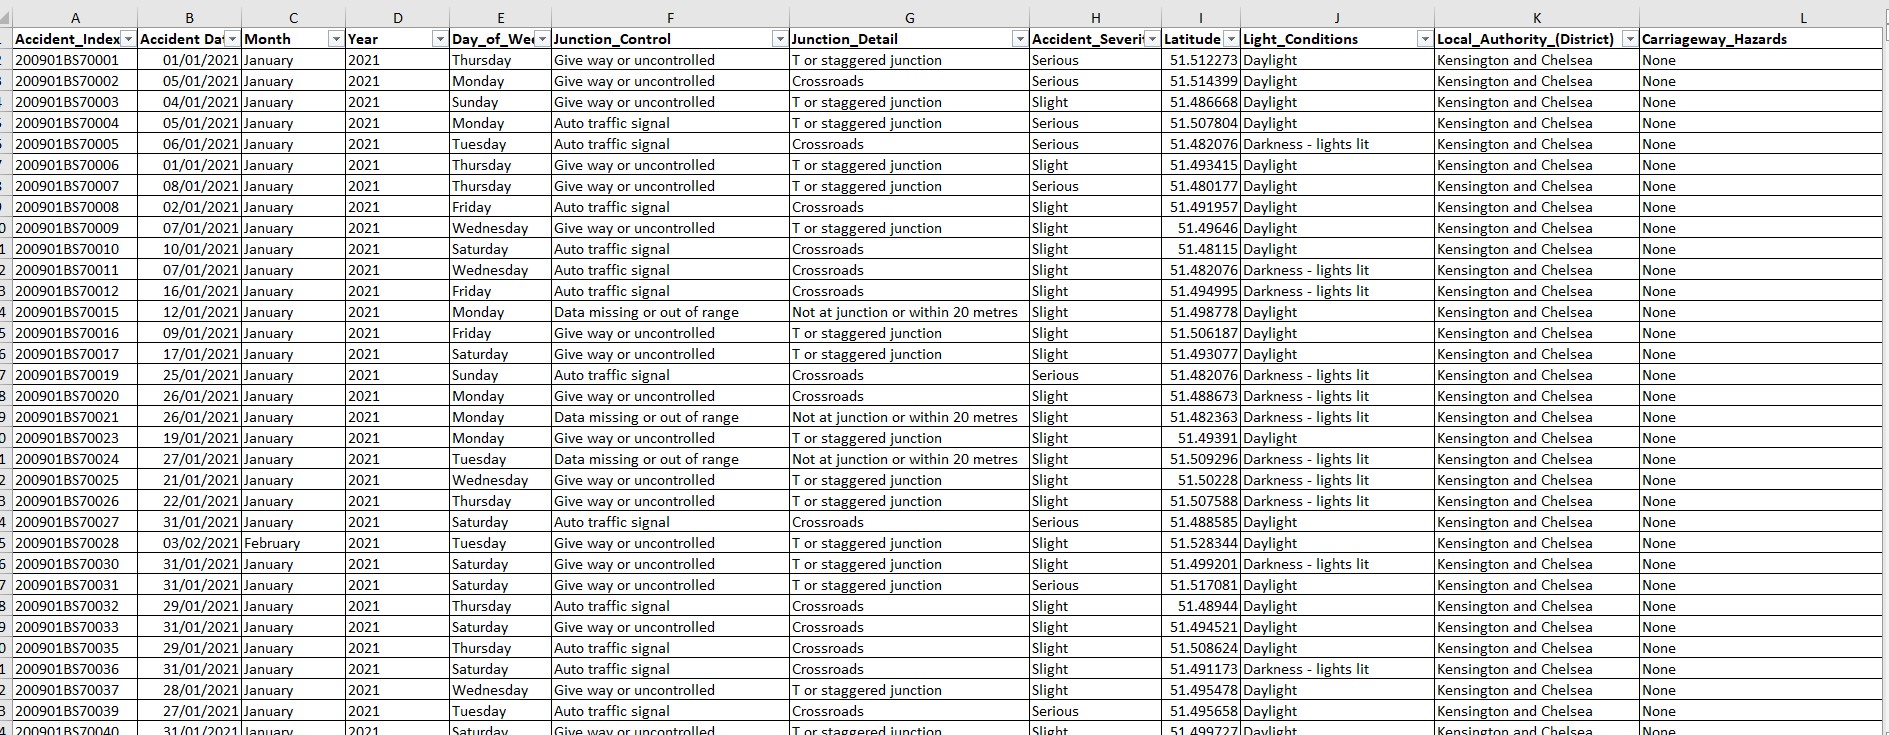 A B C D E F G H I J K L
Accident_Index Accident Dat Month Year Day_of_Wee Junction_Control Junction_Detail Accident_Severi Latitude Light_Conditions Local_Authority_(District) Carriageway_Hazards
200901BS70001 01/01/2021 January 2021 Thursday Give way or uncontrolled T or staggered junction Serious 51.512273 Daylight Kensington and Chelsea None
200901BS70002 05/01/2021 January 2021 Monday Give way or uncontrolled Crossroads Serious 51.514399 Daylight Kensington and Chelsea None
200901BS70003 04/01/2021 January 2021 Sunday Give way or uncontrolled T or staggered junction Slight 51.486668 Daylight Kensington and Chelsea None
200901BS70004 05/01/2021 January 2021 Monday Auto traffic signal T or staggered junction Serious 51.507804 Daylight Kensington and Chelsea None
200901BS70005 06/01/2021 January 2021 Tuesday Auto traffic signal Crossroads Serious 51.482076 Darkness - lights lit Kensington and Chelsea None
200901BS70006 01/01/2021 January 2021 Thursday Give way or uncontrolled T or staggered junction Slight 51.493415 Daylight Kensington and Chelsea None
200901BS70007 08/01/2021 January 2021 Thursday Give way or uncontrolled T or staggered junction Serious 51.480177 Daylight Kensington and Chelsea None
200901BS70008 02/01/2021 January 2021 Friday Auto traffic signal Crossroads Slight 51.491957 Daylight Kensington and Chelsea None
200901BS70009 07/01/2021 January 2021 Wednesday Give way or uncontrolled T or staggered junction Slight 51.49646 Daylight Kensington and Chelsea None
200901BS70010 10/01/2021 January 2021 Saturday Auto traffic signal Crossroads Slight 51.48115 Daylight Kensington and Chelsea None
200901BS70011 07/01/2021 January 2021 Wednesday Auto traffic signal Crossroads Slight 51.482076 Darkness - lights lit Kensington and Chelsea None
200901BS70012 16/01/2021 January 2021 Friday Auto traffic signal Crossroads Slight 51.494995 Darkness - lights lit Kensington and Chelsea None
200901BS70015 12/01/2021 January 2021 Monday Data missing or out of range Not at junction or within 20 metres Slight 51.498778 Daylight Kensington and Chelsea None
200901BS70016 09/01/2021 January 2021 Friday Give way or uncontrolled T or staggered junction Slight 51.506187 Daylight Kensington and Chelsea None
200901BS70017 17/01/2021 January 2021 Saturday Give way or uncontrolled T or staggered junction Slight 51.493077 Daylight Kensington and Chelsea None
200901BS70019 25/01/2021 January 2021 Sunday Auto traffic signal Crossroads Serious 51.482076 Darkness - lights lit Kensington and Chelsea None
200901BS70020 26/01/2021 January 2021 Monday Give way or uncontrolled Crossroads Slight 51.488673 Darkness - lights lit Kensington and Chelsea None
200901BS70021 26/01/2021 January 2021 Monday Data missing or out of range Not at junction or within 20 metres Slight 51.482363 Darkness - lights lit Kensington and Chelsea None
200901BS70023 19/01/2021 January 2021 Monday Give way or uncontrolled T or staggered junction Slight 51.49391 Daylight Kensington and Chelsea None
200901BS70024 27/01/2021 January 2021 Tuesday Data missing or out of range Not at junction or within 20 metres Slight 51.509296 Darkness - lights lit Kensington and Chelsea None
200901BS70025 21/01/2021 January 2021 Wednesday Give way or uncontrolled T or staggered junction Slight 51.50228 Darkness - lights lit Kensington and Chelsea None
200901BS70026 22/01/2021 January 2021 Thursday Give way or uncontrolled T or staggered junction Slight 51.507588 Darkness - lights lit Kensington and Chelsea None
200901BS70027 31/01/2021 January 2021 Saturday Auto traffic signal Crossroads Serious 51.488585 Daylight Kensington and Chelsea None
200901BS70028 03/02/2021 February 2021 Tuesday Give way or uncontrolled T or staggered junction Slight 51.528344 Daylight Kensington and Chelsea None
200901BS70030 31/01/2021 January 2021 Saturday Give way or uncontrolled T or staggered junction Slight 51.499201 Darkness - lights lit Kensington and Chelsea None
200901BS70031 31/01/2021 January 2021 Saturday Give way or uncontrolled T or staggered junction Serious 51.517081 Daylight Kensington and Chelsea None
200901BS70032 29/01/2021 January 2021 Thursday Auto traffic signal Crossroads Slight 51.48944 Daylight Kensington and Chelsea None
200901BS70033 31/01/2021 January 2021 Saturday Give way or uncontrolled Crossroads Slight 51.494521 Daylight Kensington and Chelsea None
200901BS70035 29/01/2021 January 2021 Thursday Auto traffic signal Crossroads Slight 51.508624 Daylight Kensington and Chelsea None
200901BS70036 31/01/2021 January 2021 Saturday Auto traffic signal Crossroads Slight 51.491173 Darkness - lights lit Kensington and Chelsea None
200901BS70037 28/01/2021 January 2021 Wednesday Give way or uncontrolled T or staggered junction Slight 51.495478 Daylight Kensington and Chelsea None
200901BS70039 27/01/2021 January 2021 Tuesday Auto traffic signal Crossroads Serious 51.495658 Daylight Kensington and Chelsea None
200901BS70040 31/01/2021 January 2021 Saturday Give way or uncontrolled T or staggered junction Slight 51.499727 Daylight Kensington and Chelsea None